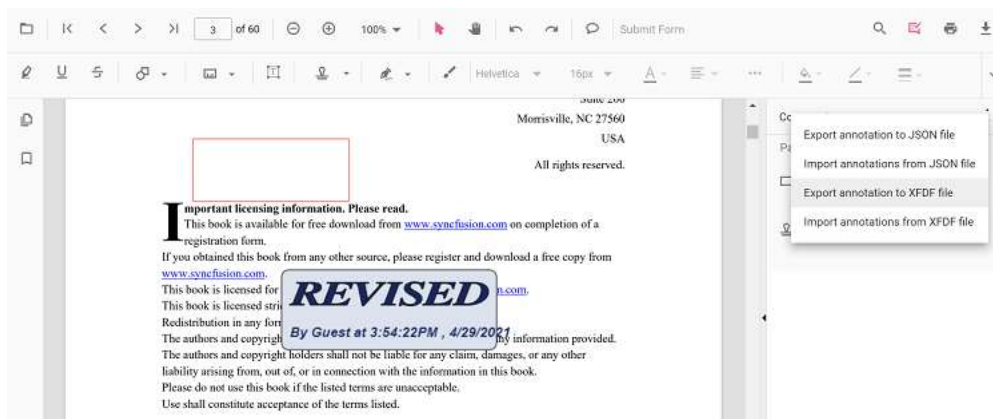 3 of 60 100% Submit Form
Helvetica 16px A
Morrisville, NC 27560
USA
All rights reserved.
Important licensing information. Please read.
This book is available for free download from www.syncfusion.com on completion of a
registration form.
If you obtained this book from any other source, please register and download a free copy from
www.syncfusion.com.
This book is licensed for n.com.
This book is licensed stri
Redistribution in any for
The authors and copyrigh y information provided.
The authors and copyright holders shall not be liable for any claim, damages, or any other
liability arising from, out of, or in connection with the information in this book.
Please do not use this book if the listed terms are unacceptable.
Use shall constitute acceptance of the terms listed.
REVISED
By Guest at 3:54:22PM , 4/29/2021
Co
Pa
Export annotation to JSON file
Import annotations from JSON file
Export annotation to XFDF file
Import annotations from XFDF file